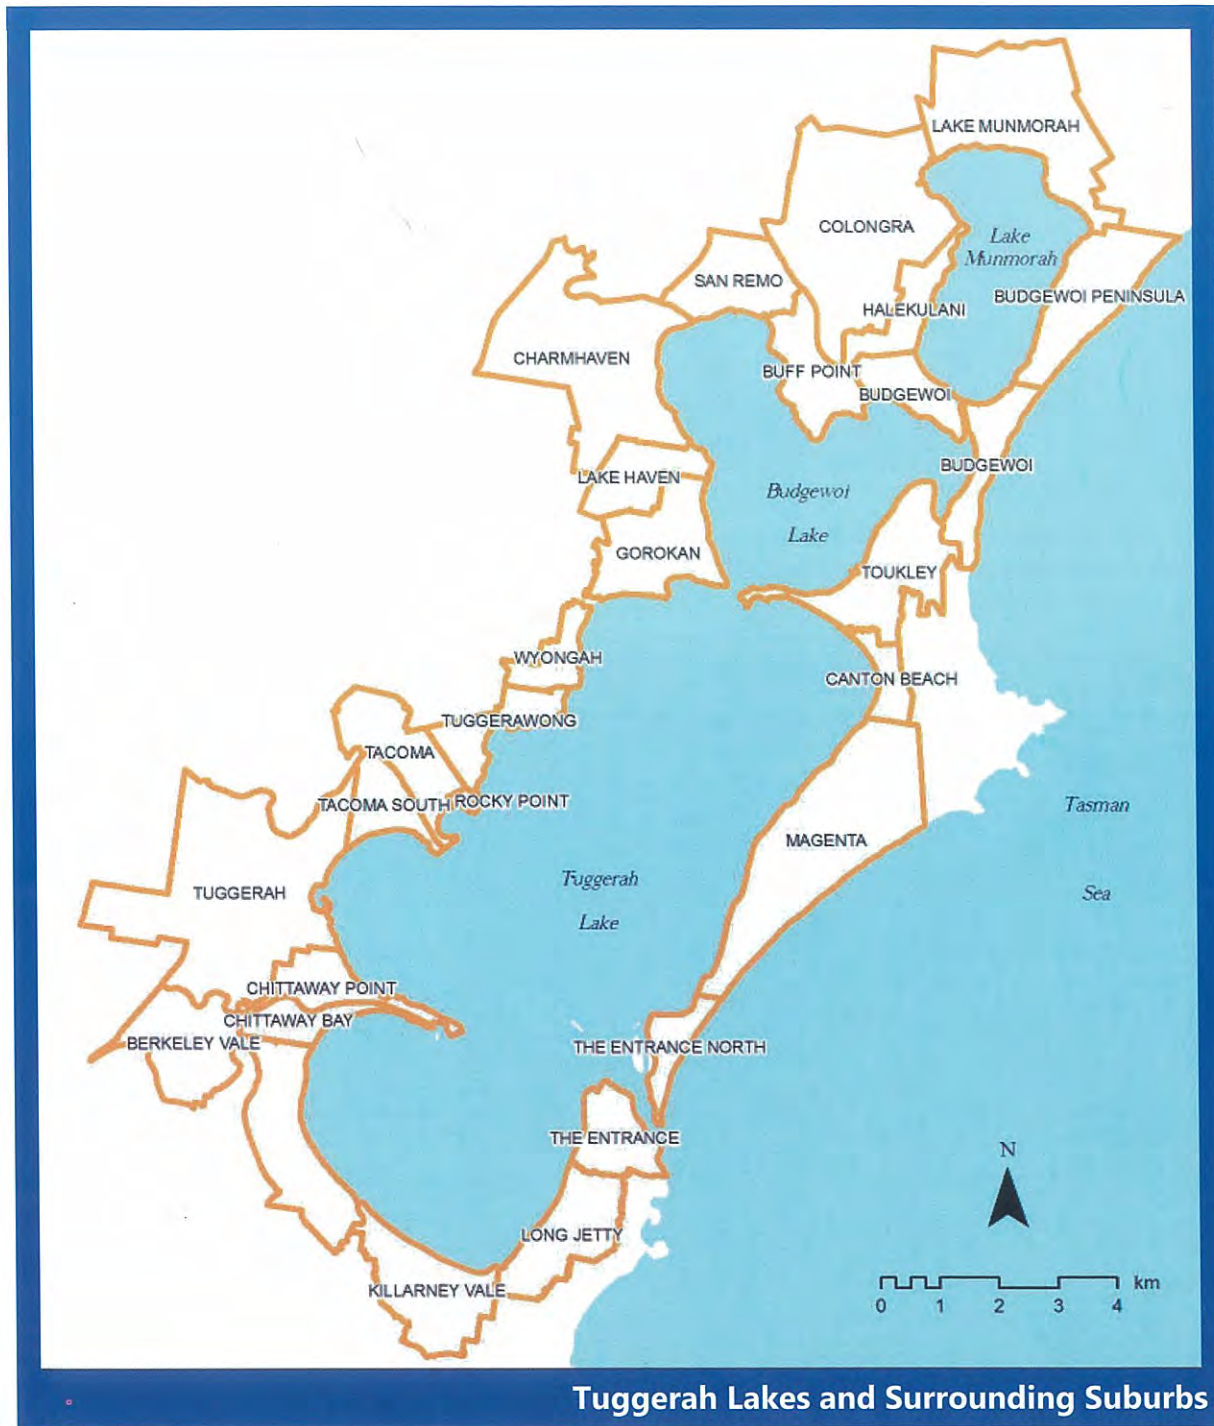 LAKE MUNMORAH
COLONGRA
Lake
Munmorah
SAN REMO
BUDGEWOI PENINSULA
HALEKULANI
CHARMHAVEN
BUFF POINT
BUDGEWOI
BUDGEWOI
LAKE HAVEN
Budgewoi
Lake
GOROKAN
TOUKLEY
WYONGAH
CANTON BEACH
TUGGERAWONG
TACOMA
TACOMA SOUTH
ROCKY POINT
Tasman
Sea
MAGENTA
Tuggerah
Lake
TUGGERAH
CHITTAWAY POINT
CHITTAWAY BAY
BERKELEY VALE
THE ENTRANCE NORTH
THE ENTRANCE
N
LONG JETTY
KILLARNEY VALE
km
0 1 2 3 4
Tuggerah Lakes and Surrounding Suburbs